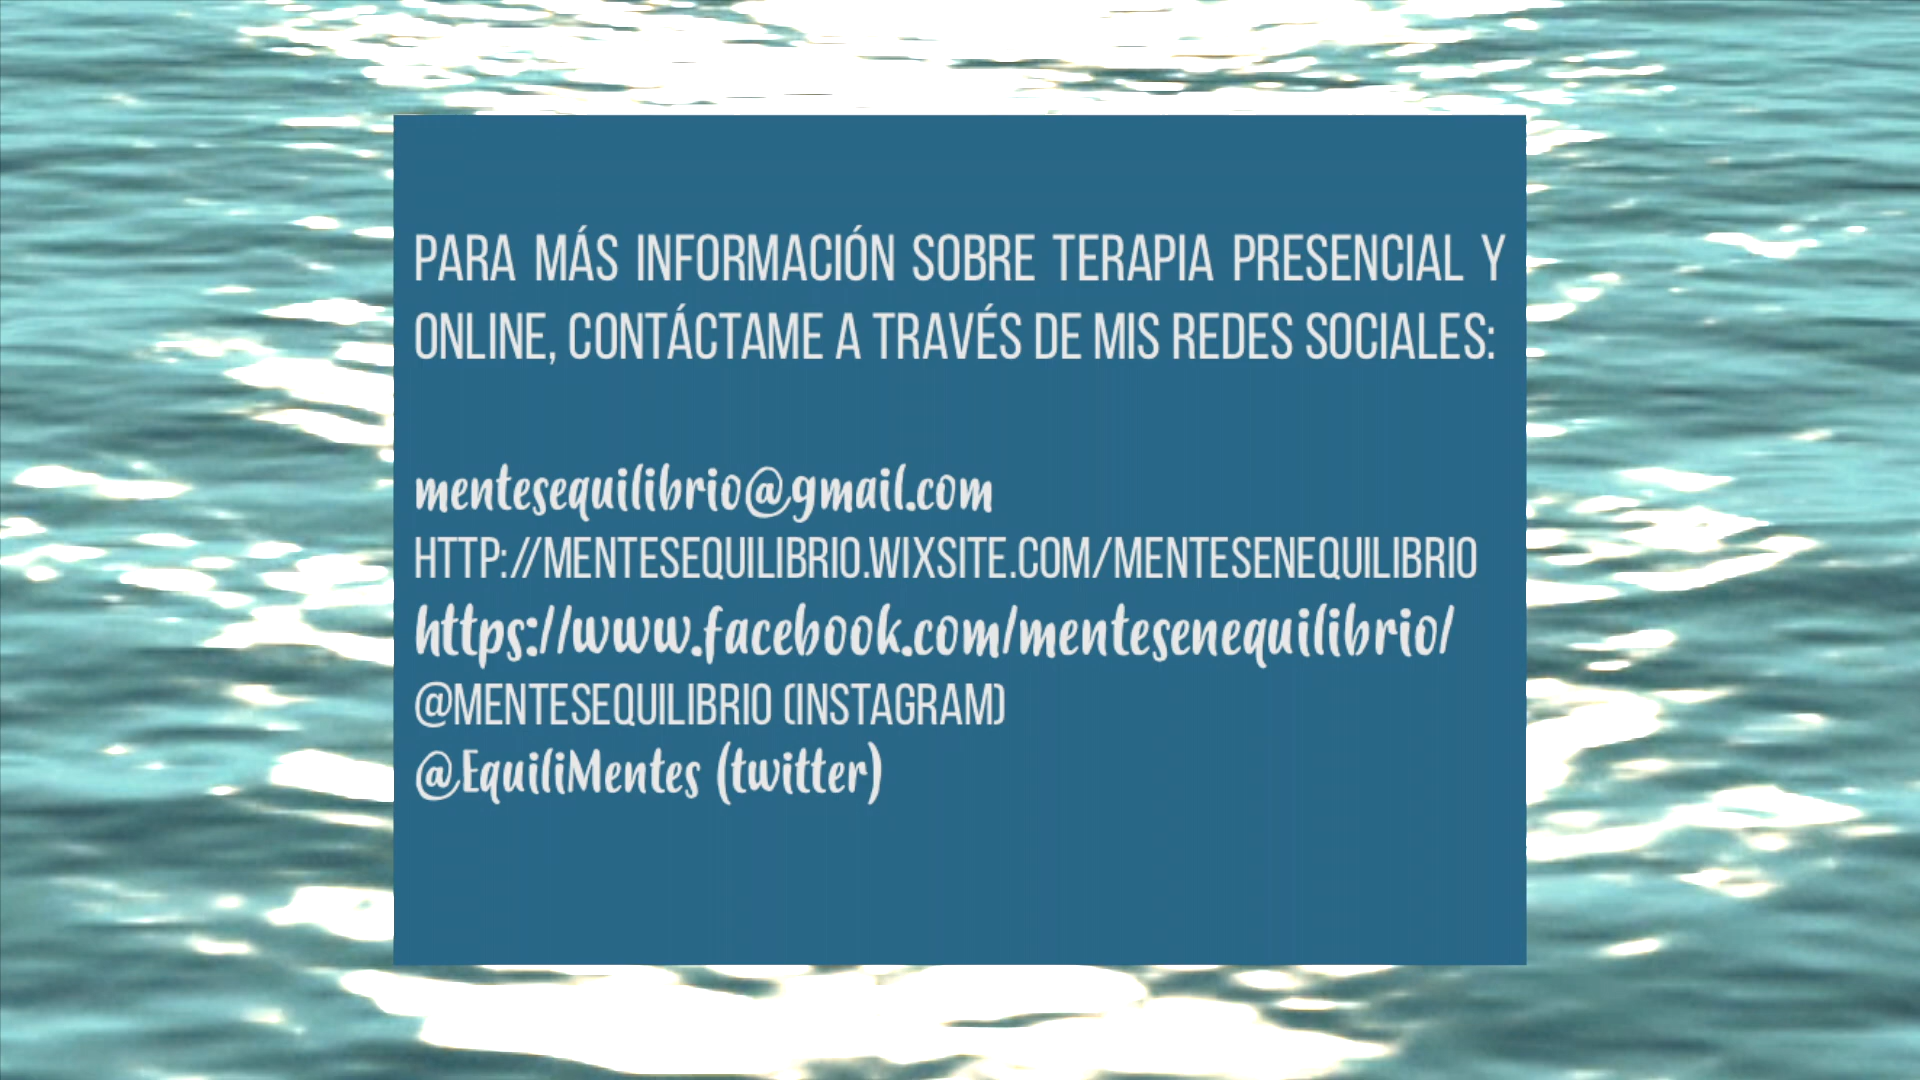 PARA MÁS INFORMACIÓN SOBRE TERAPIA PRESENCIAL Y
ONLINE, CONTÁCTAME A TRAVÉS DE MIS REDES SOCIALES:
mentesequilibrio@gmail.com
HTTP://MENTESEQUILIBRIO.WIXSITE.COM/MENTESENEQUILIBRIO
https://www.facebook.com/mentesenequilibrio/
@MENTESEQUILIBRIO (INSTAGRAM)
@EquiliMentes (twitter)